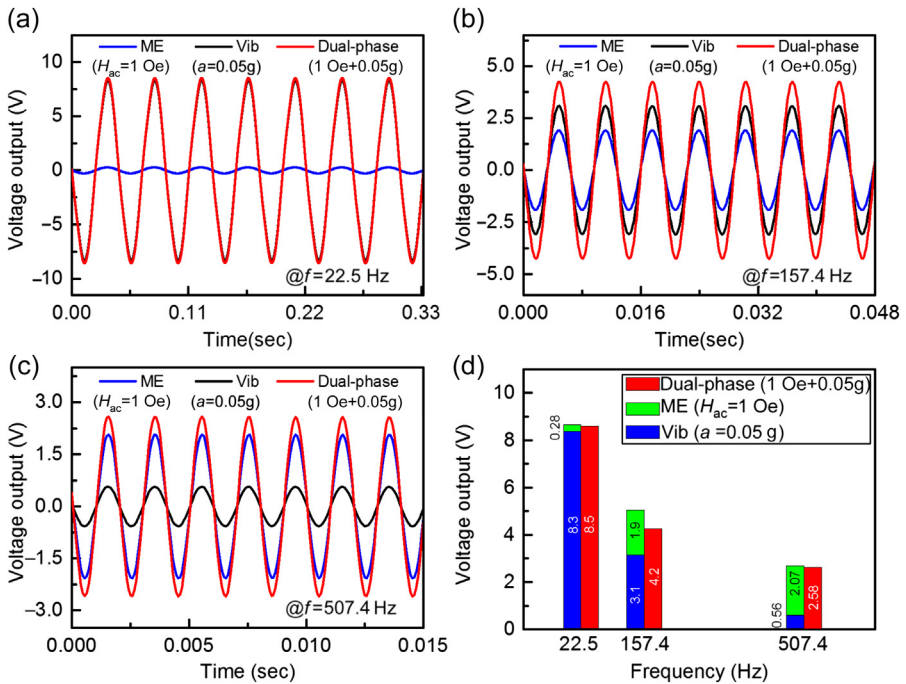 (a)
ME Vib Dual-phase
(Hac=1 Oe) (a=0.05g) (1 Oe+0.05g)
Voltage output (V)
10
5
0
−5
−10
@f=22.5 Hz
0.00 0.11 0.22 0.33
Time(sec)
(b)
ME Vib Dual-phase
(Hac=1 Oe) (a=0.05g) (1 Oe+0.05g)
Voltage output (V)
5.0
2.5
0.0
−2.5
−5.0
@f=157.4 Hz
0.000 0.016 0.032 0.048
Time(sec)
(c)
ME Vib Dual-phase
(Hac=1 Oe) (a=0.05g) (1 Oe+0.05g)
Voltage output (V)
3.0
1.5
0.0
−1.5
−3.0
@f=507.4 Hz
0.000 0.005 0.010 0.015
Time (sec)
(d)
Dual-phase (1 Oe+0.05g)
ME (Hac=1 Oe)
Vib (a =0.05 g)
Voltage output (V)
10
8
6
4
2
0
0.28
8.3
8.5
1.9
3.1
4.2
0.56
2.07
2.58
22.5 157.4 507.4
Frequency (Hz)